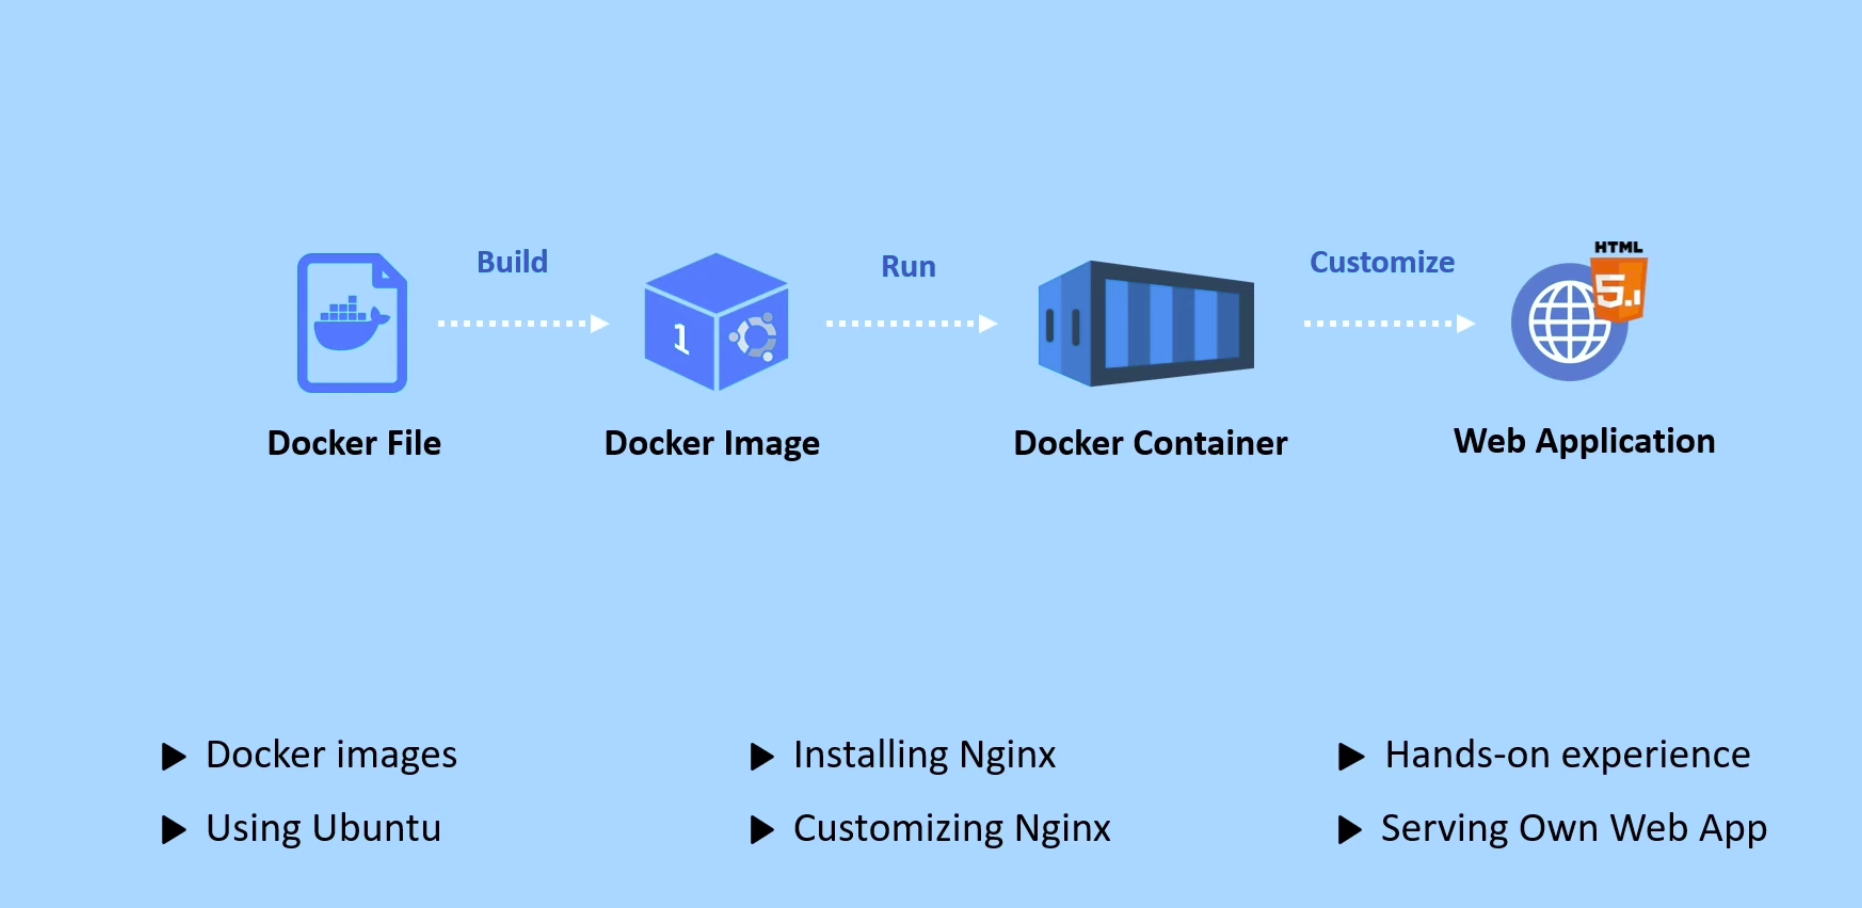 HTML
5.1
Build
Run
Customize
1
Docker File
Docker Image
Docker Container
Web Application
Docker images
Installing Nginx
Hands-on experience
Using Ubuntu
Customizing Nginx
Serving Own Web App